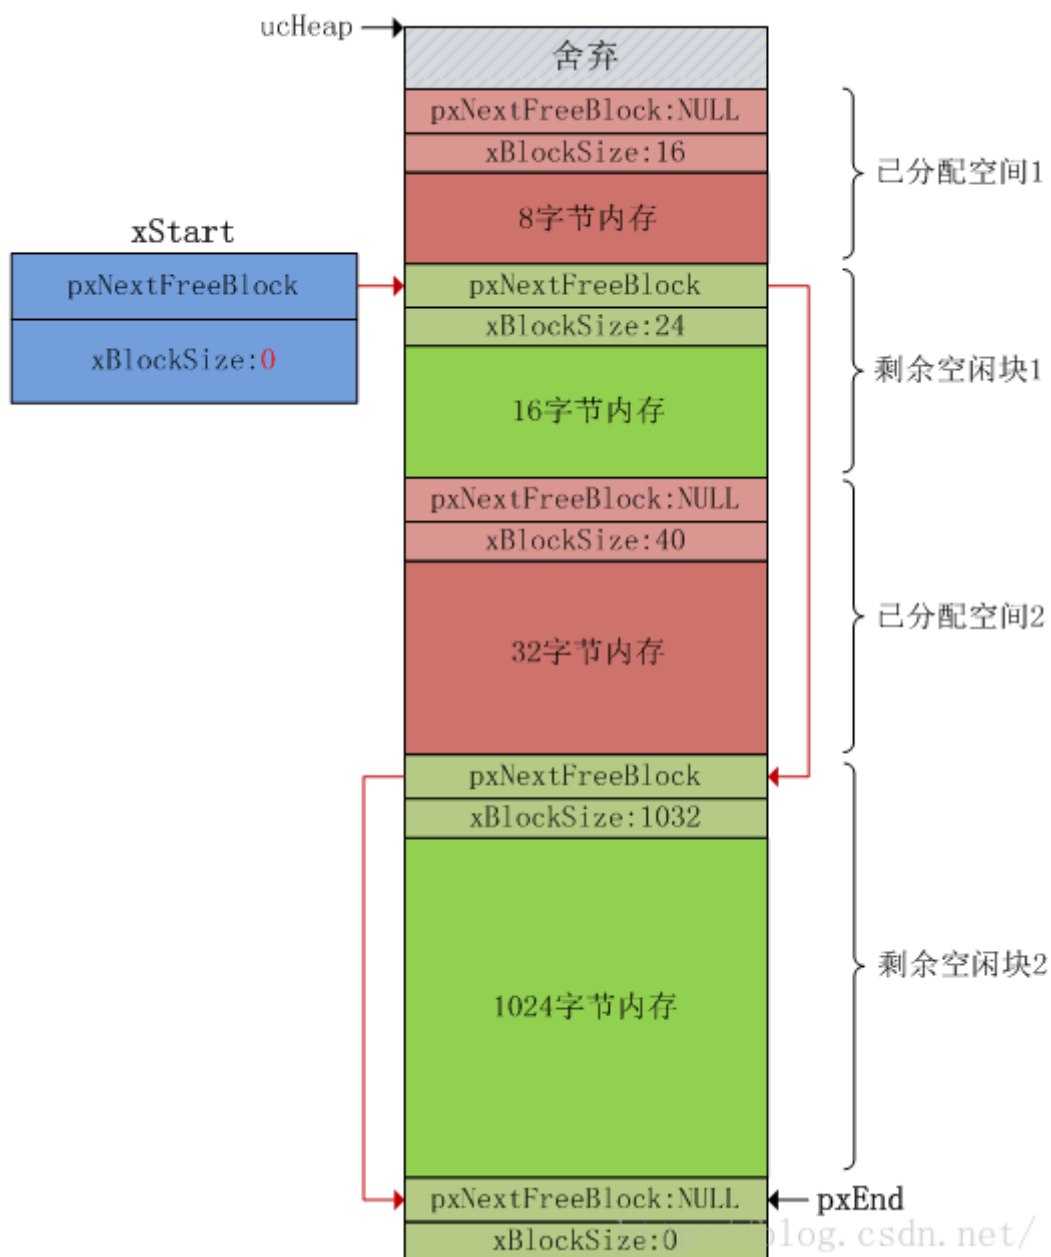 ucHeap
舍弃
pxNextFreeBlock:NULL
xBlockSize:16
8字节内存
已分配空间1
xStart
pxNextFreeBlock
xBlockSize:0
pxNextFreeBlock
xBlockSize:24
16字节内存
剩余空闲块1
pxNextFreeBlock:NULL
xBlockSize:40
32字节内存
已分配空间2
pxNextFreeBlock
xBlockSize:1032
1024字节内存
剩余空闲块2
pxNextFreeBlock:NULL
pxEnd
xBlockSize:0
blog.csdn.net/